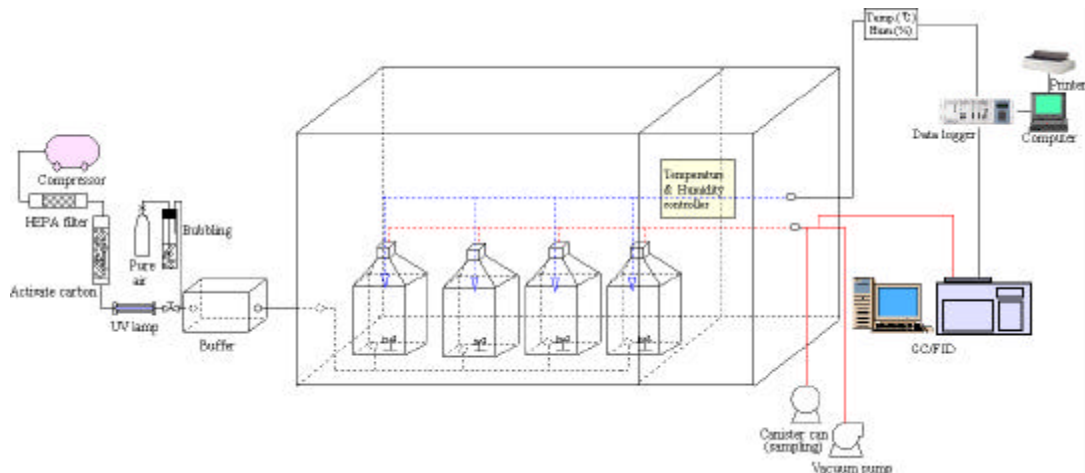 Temp.(℃)
Hum.(%)
Printer
Data logger
Computer
Compressor
HEPA filter
Temperature
& Humidity
controller
Bubbling
Pure
air
Activate carbon
UV lamp
Buffer
GC/FID
Canister can
(sampling)
Vacuum pump